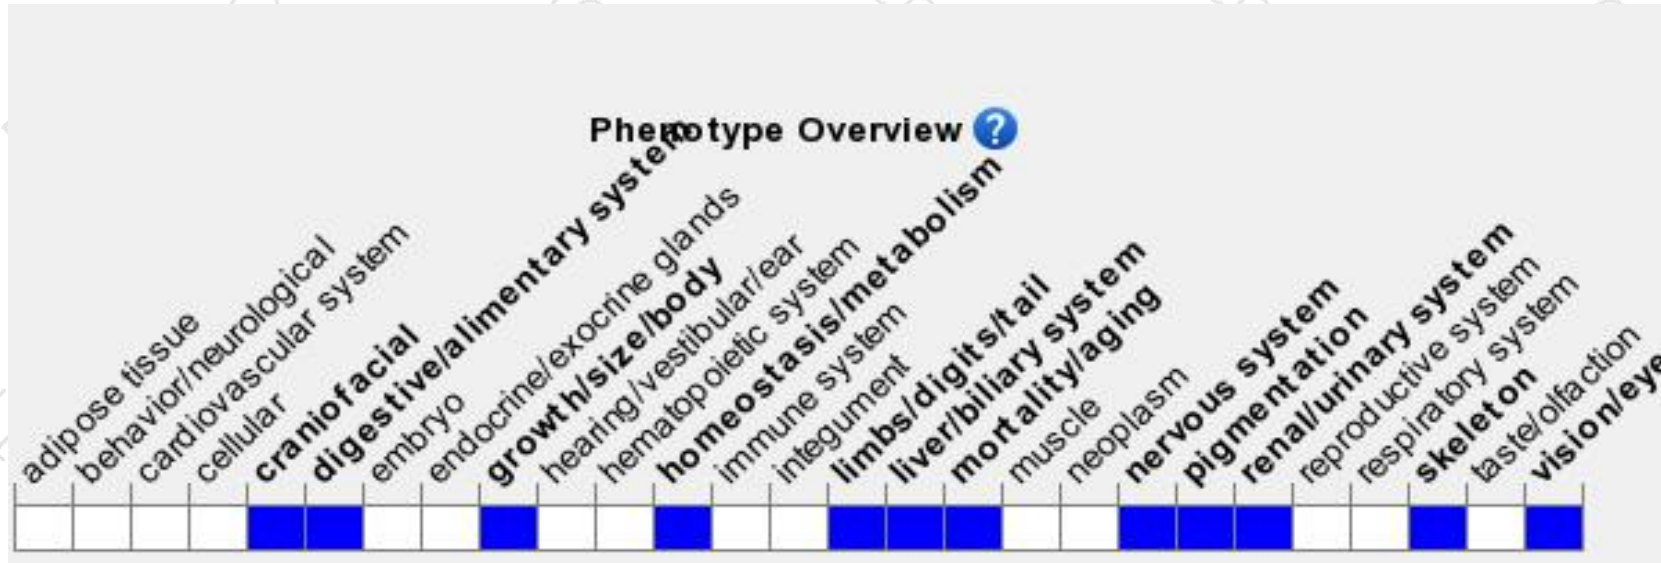 Phenotype Overview ?
adipose tissue
behavior/neurological
cardiovascular system
cellular
craniofacial
digestive/alimentary system
embryo
endocrine/exocrine glands
growth/size/body
hearing/vestibular/ear
hematopoietic system
homeostasis/metabolism
immune system
integument
limbs/digits/tail
liver/biliary system
mortality/aging
muscle
neoplasm
nervous system
pigmentation
renal/urinary system
reproductive system
respiratory system
skeleton
taste/olfaction
vision/eye